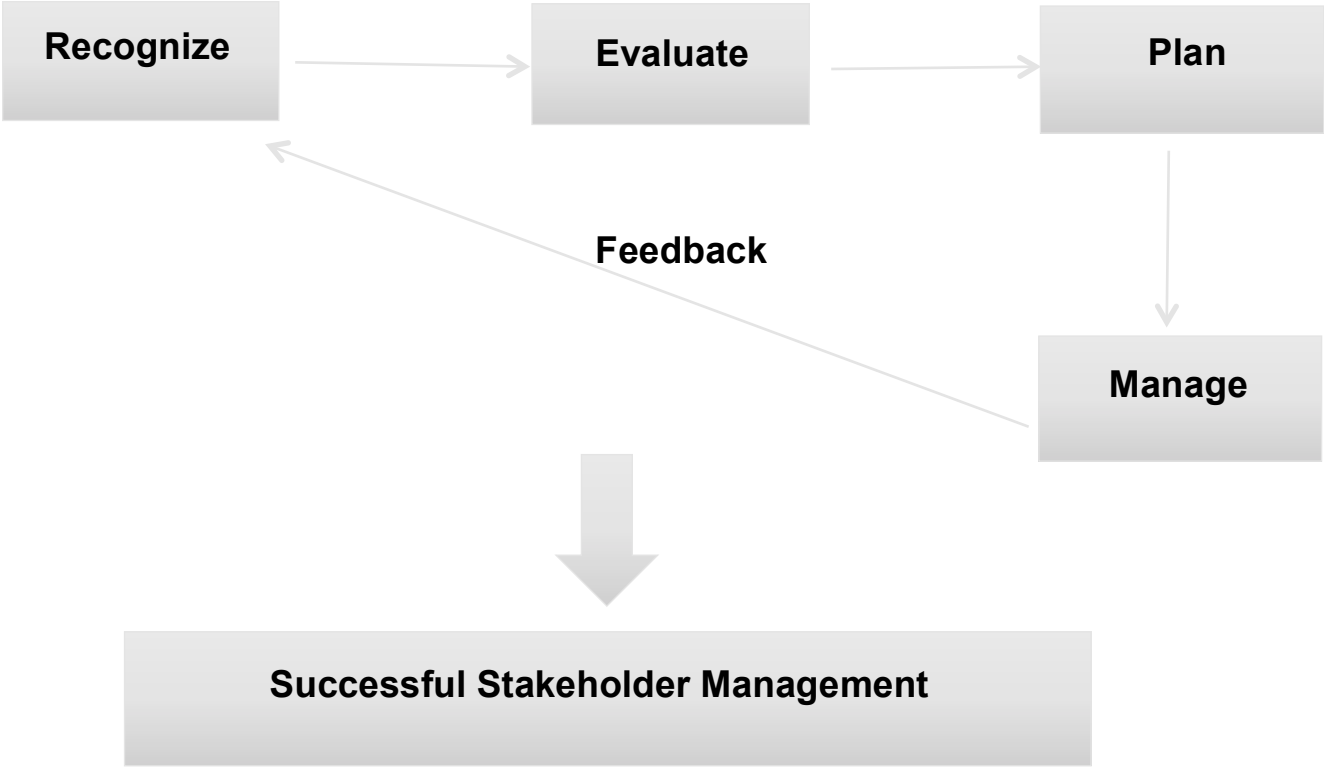 Recognize
Evaluate
Plan
Feedback
Manage
Successful Stakeholder Management